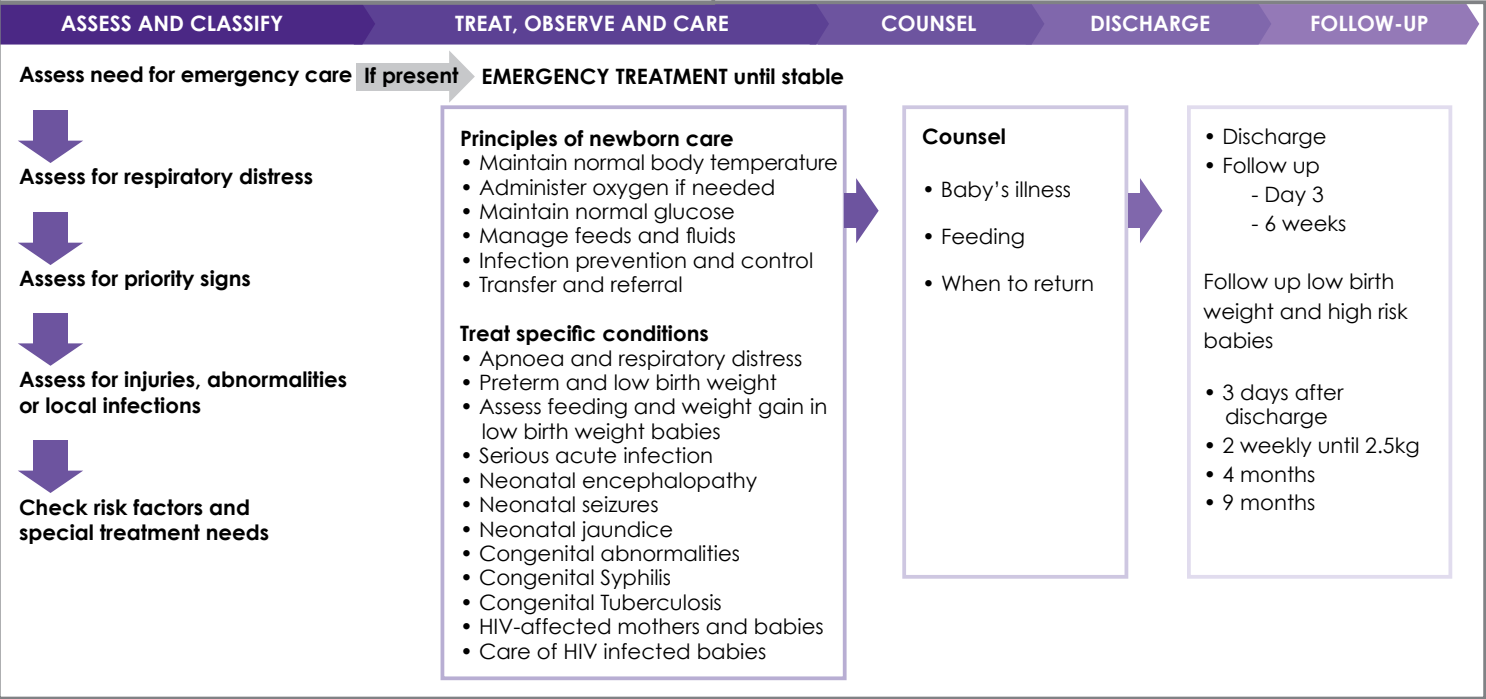 ASSESS AND CLASSIFY
TREAT, OBSERVE AND CARE
COUNSEL
DISCHARGE
FOLLOW-UP
Assess need for emergency care
If present
EMERGENCY TREATMENT until stable
Assess for respiratory distress
Assess for priority signs
Assess for injuries, abnormalities
or local infections
Check risk factors and
special treatment needs
Principles of newborn care
• Maintain normal body temperature
• Administer oxygen if needed
• Maintain normal glucose
• Manage feeds and fluids
• Infection prevention and control
• Transfer and referral
Treat specific conditions
• Apnoea and respiratory distress
• Preterm and low birth weight
• Assess feeding and weight gain in
low birth weight babies
• Serious acute infection
• Neonatal encephalopathy
• Neonatal seizures
• Neonatal jaundice
• Congenital abnormalities
• Congenital Syphilis
• Congenital Tuberculosis
• HIV-affected mothers and babies
• Care of HIV infected babies
Counsel
• Baby’s illness
• Feeding
• When to return
• Discharge
• Follow up
- Day 3
- 6 weeks
Follow up low birth
weight and high risk
babies
• 3 days after
discharge
• 2 weekly until 2.5kg
• 4 months
• 9 months